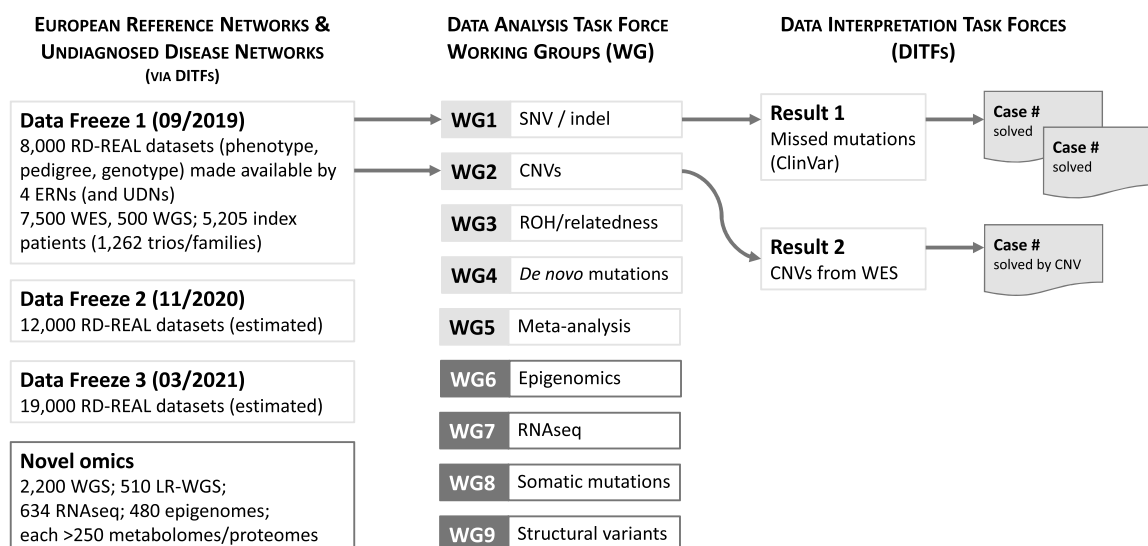 EUROPEAN REFERENCE NETWORKS &
UNDIAGNOSED DISEASE NETWORKS
(VIA DITFS)
Data Freeze 1 (09/2019)
8,000 RD-REAL datasets (phenotype,
pedigree, genotype) made available by
4 ERNs (and UDNs)
7,500 WES, 500 WGS; 5,205 index
patients (1,262 trios/families)
Data Freeze 2 (11/2020)
12,000 RD-REAL datasets (estimated)
Data Freeze 3 (03/2021)
19,000 RD-REAL datasets (estimated)
Novel omics
2,200 WGS; 510 LR-WGS;
634 RNAseq; 480 epigenomes;
each >250 metabolomes/proteomes
DATA ANALYSIS TASK FORCE
WORKING GROUPS (WG)
WG1 SNV / indel
WG2 CNVs
WG3 ROH/relatedness
WG4 De novo mutations
WG5 Meta-analysis
WG6 Epigenomics
WG7 RNAseq
WG8 Somatic mutations
WG9 Structural variants
DATA INTERPRETATION TASK FORCES
(DITFS)
Result 1
Missed mutations
(ClinVar)
Case #
solved
Case #
solved
Result 2
CNVs from WES
Case #
solved by CNV